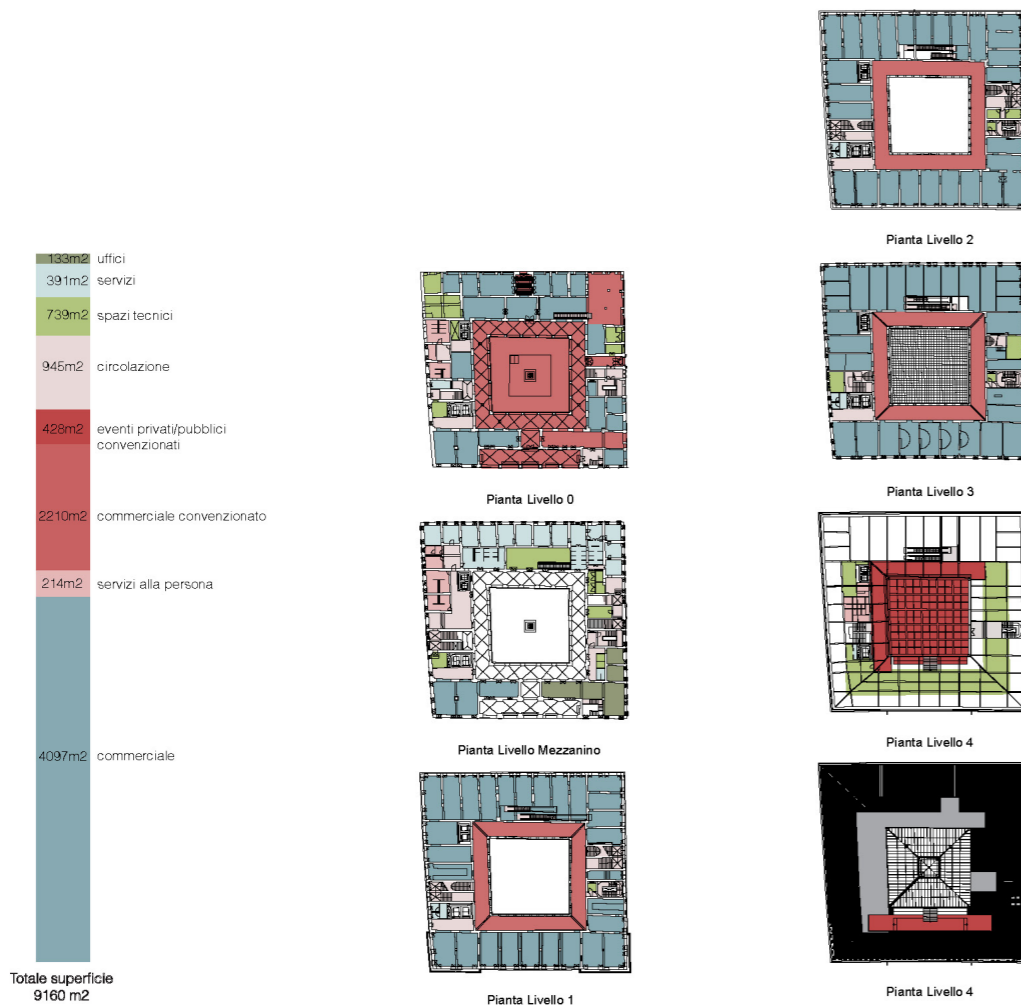 133m2 uffici
391m2 servizi
739m2 spazi tecnici
945m2 circolazione
428m2 eventi privati/pubblici
convenzionati
2210m2 commerciale convenzionato
214m2 servizi alla persona
4097m2 commerciale
Totale superficie
9160 m2
Pianta Livello 0
Pianta Livello Mezzanino
Pianta Livello 1
Pianta Livello 2
Pianta Livello 3
Pianta Livello 4
Pianta Livello 4